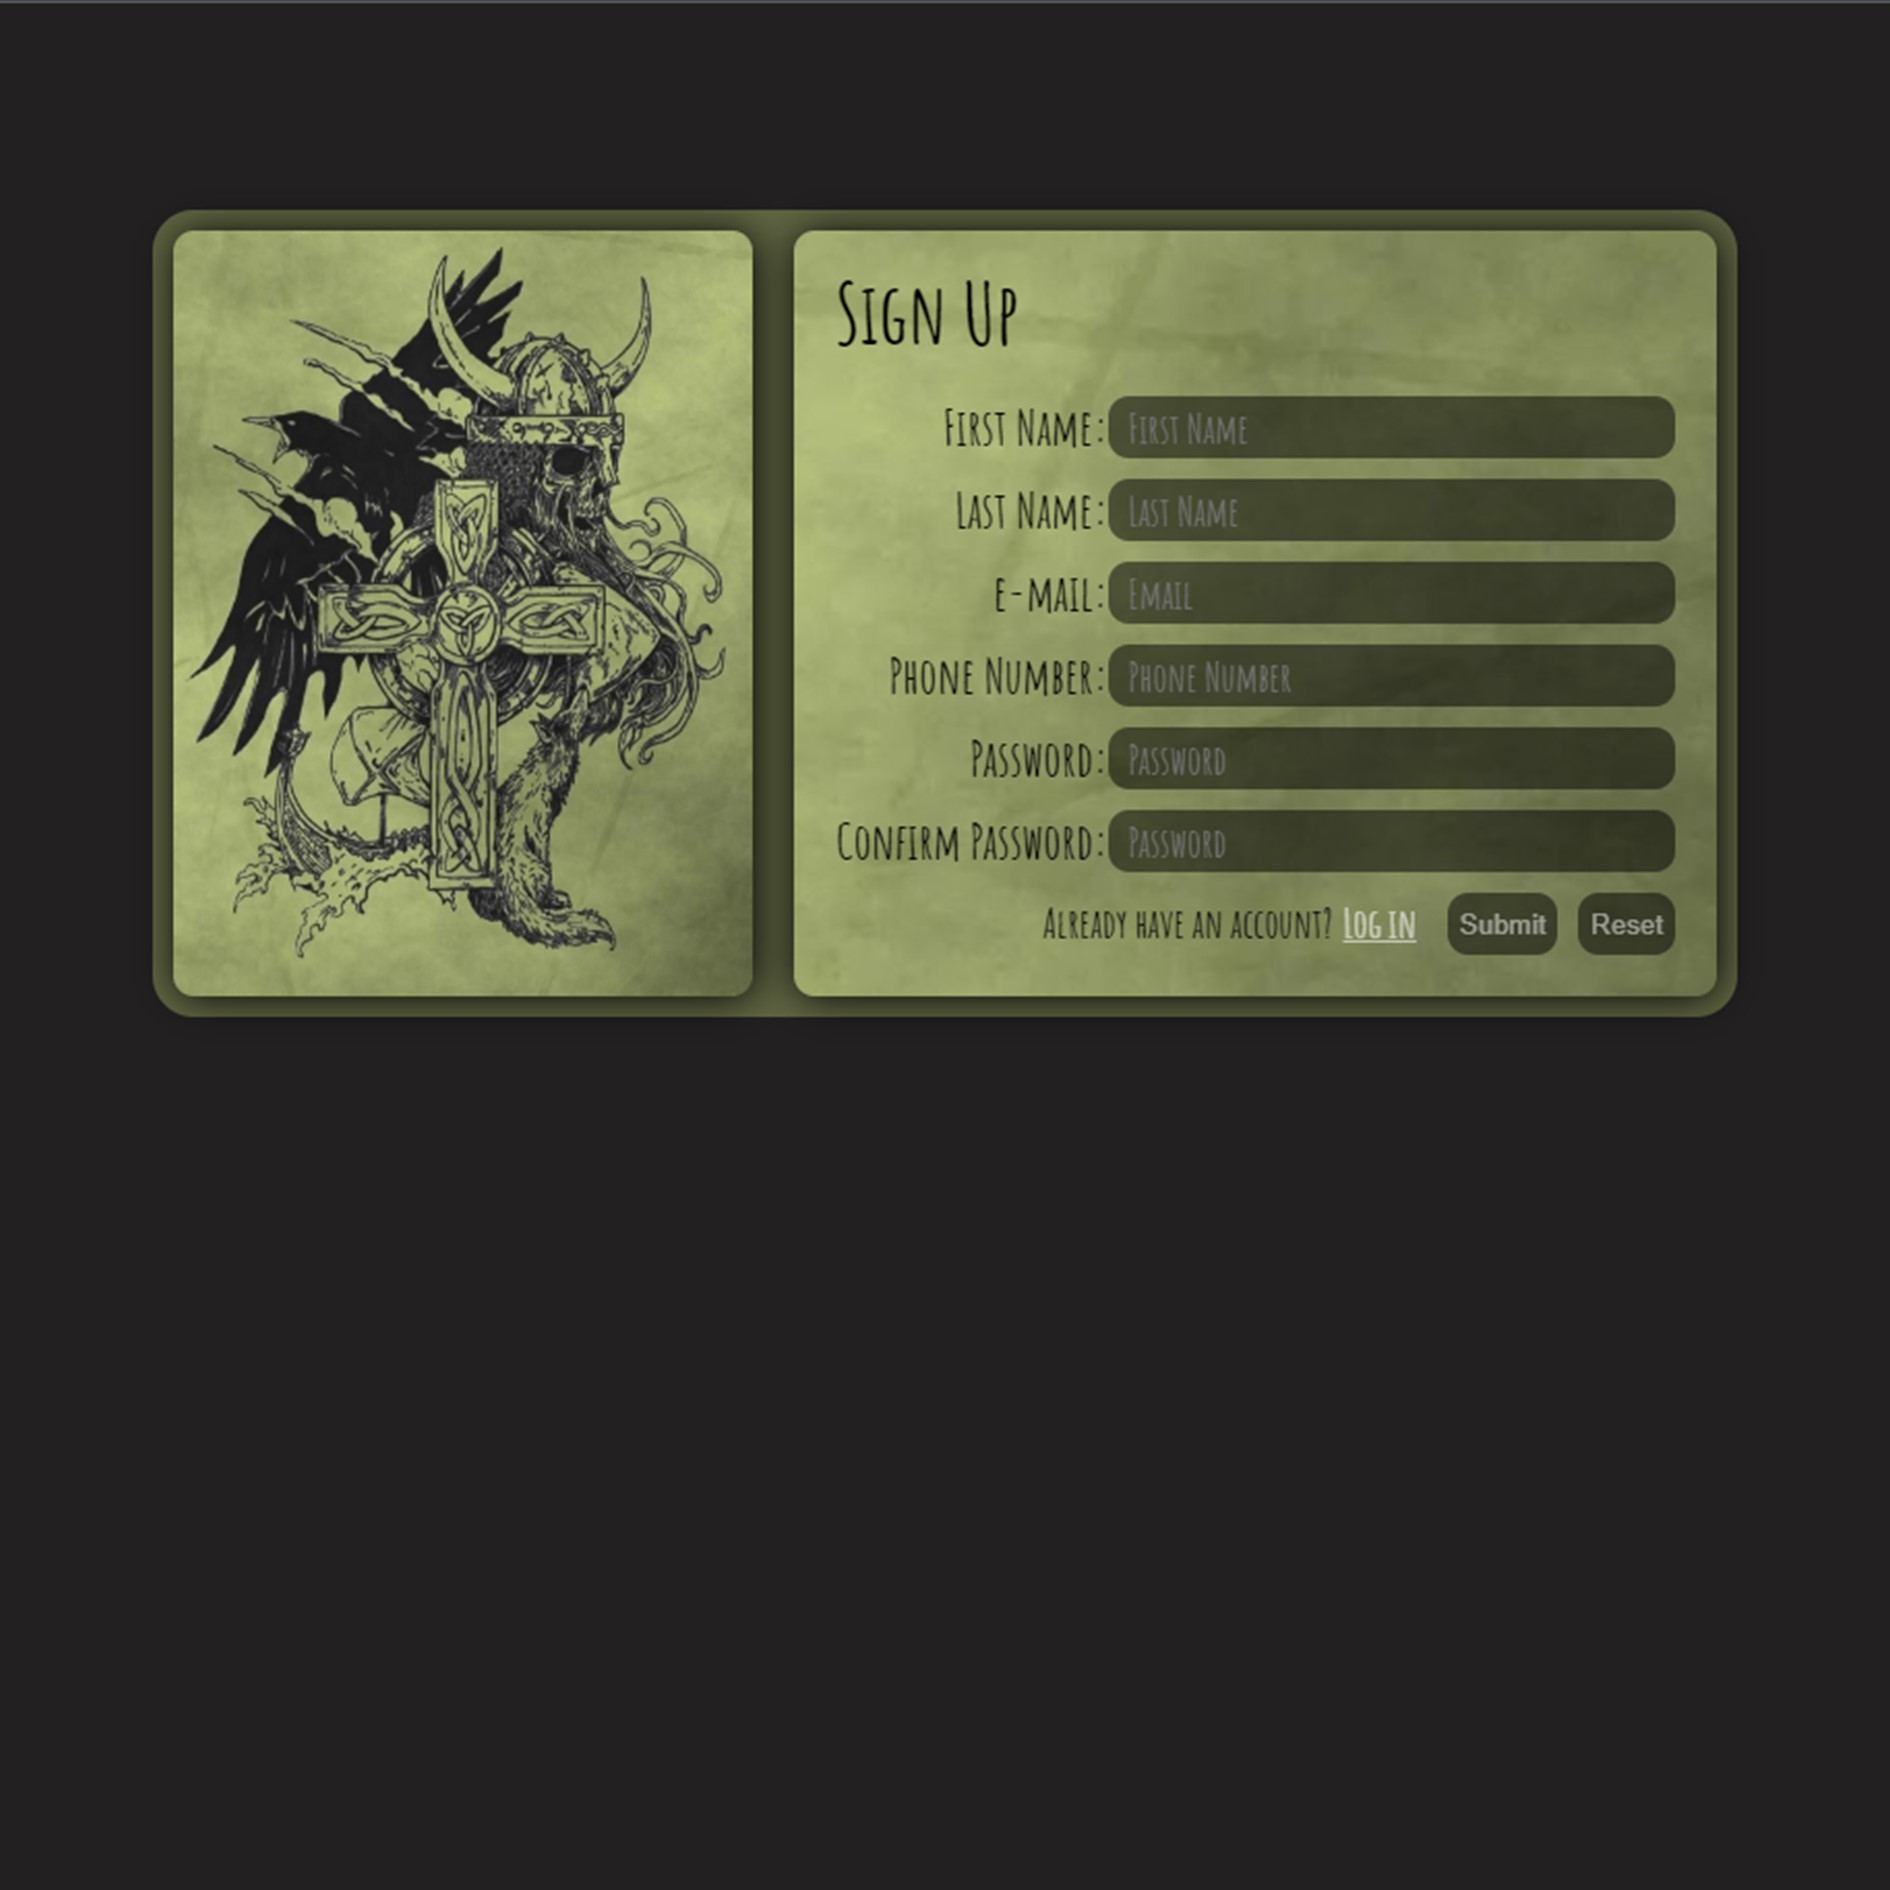 Sign Up
First Name: First Name
Last Name: Last Name
e-mail: Email
Phone Number: Phone Number
Password: Password
Confirm Password: Password
Already have an account? Log in Submit Reset